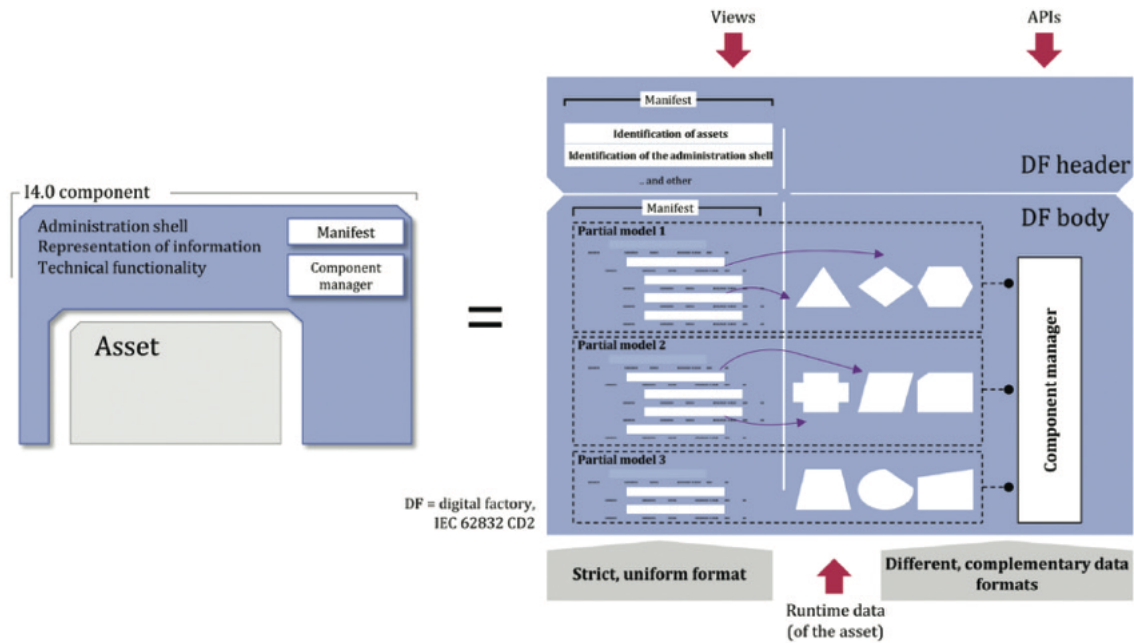 Views
APIs
Manifest
Identification of assets
Identification of the administration shell
... and other
DF header
I4.0 component
Administration shell
Representation of information
Technical functionality
Manifest
Component
manager
Asset
=
DF body
Manifest
Partial model 1
Partial model 2
Partial model 3
Component manager
DF = digital factory,
IEC 62832 CD2
Strict, uniform format
Different, complementary data
formats
Runtime data
(of the asset)